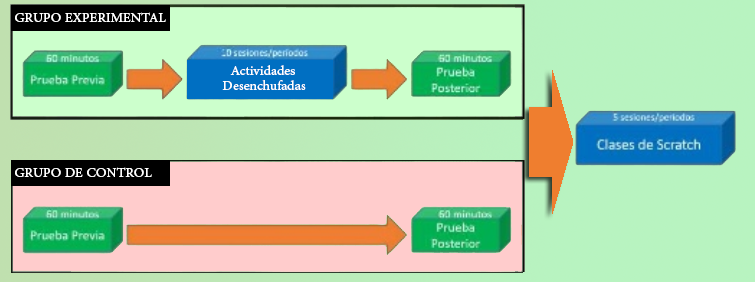 GRUPO EXPERIMENTAL
60 minutos
Prueba Previa
10 sesiones/períodos
Actividades
Desenchufadas
60 minutos
Prueba
Posterior
5 sesiones/períodos
Clases de Scratch
GRUPO DE CONTROL
60 minutos
Prueba Previa
60 minutos
Prueba
Posterior